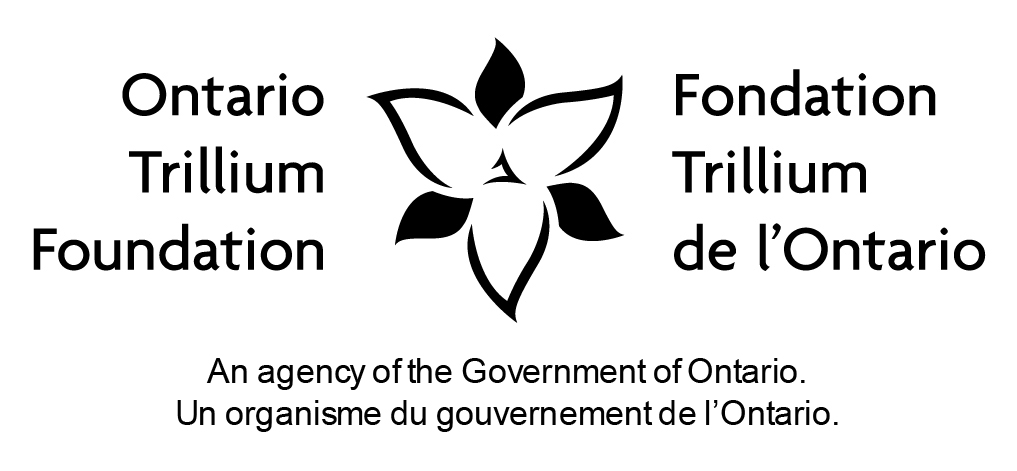 Ontario
Trillium
Foundation
Fondation
Trillium
de l’Ontario
An agency of the Government of Ontario.
Un organisme du gouvernement de l’Ontario.